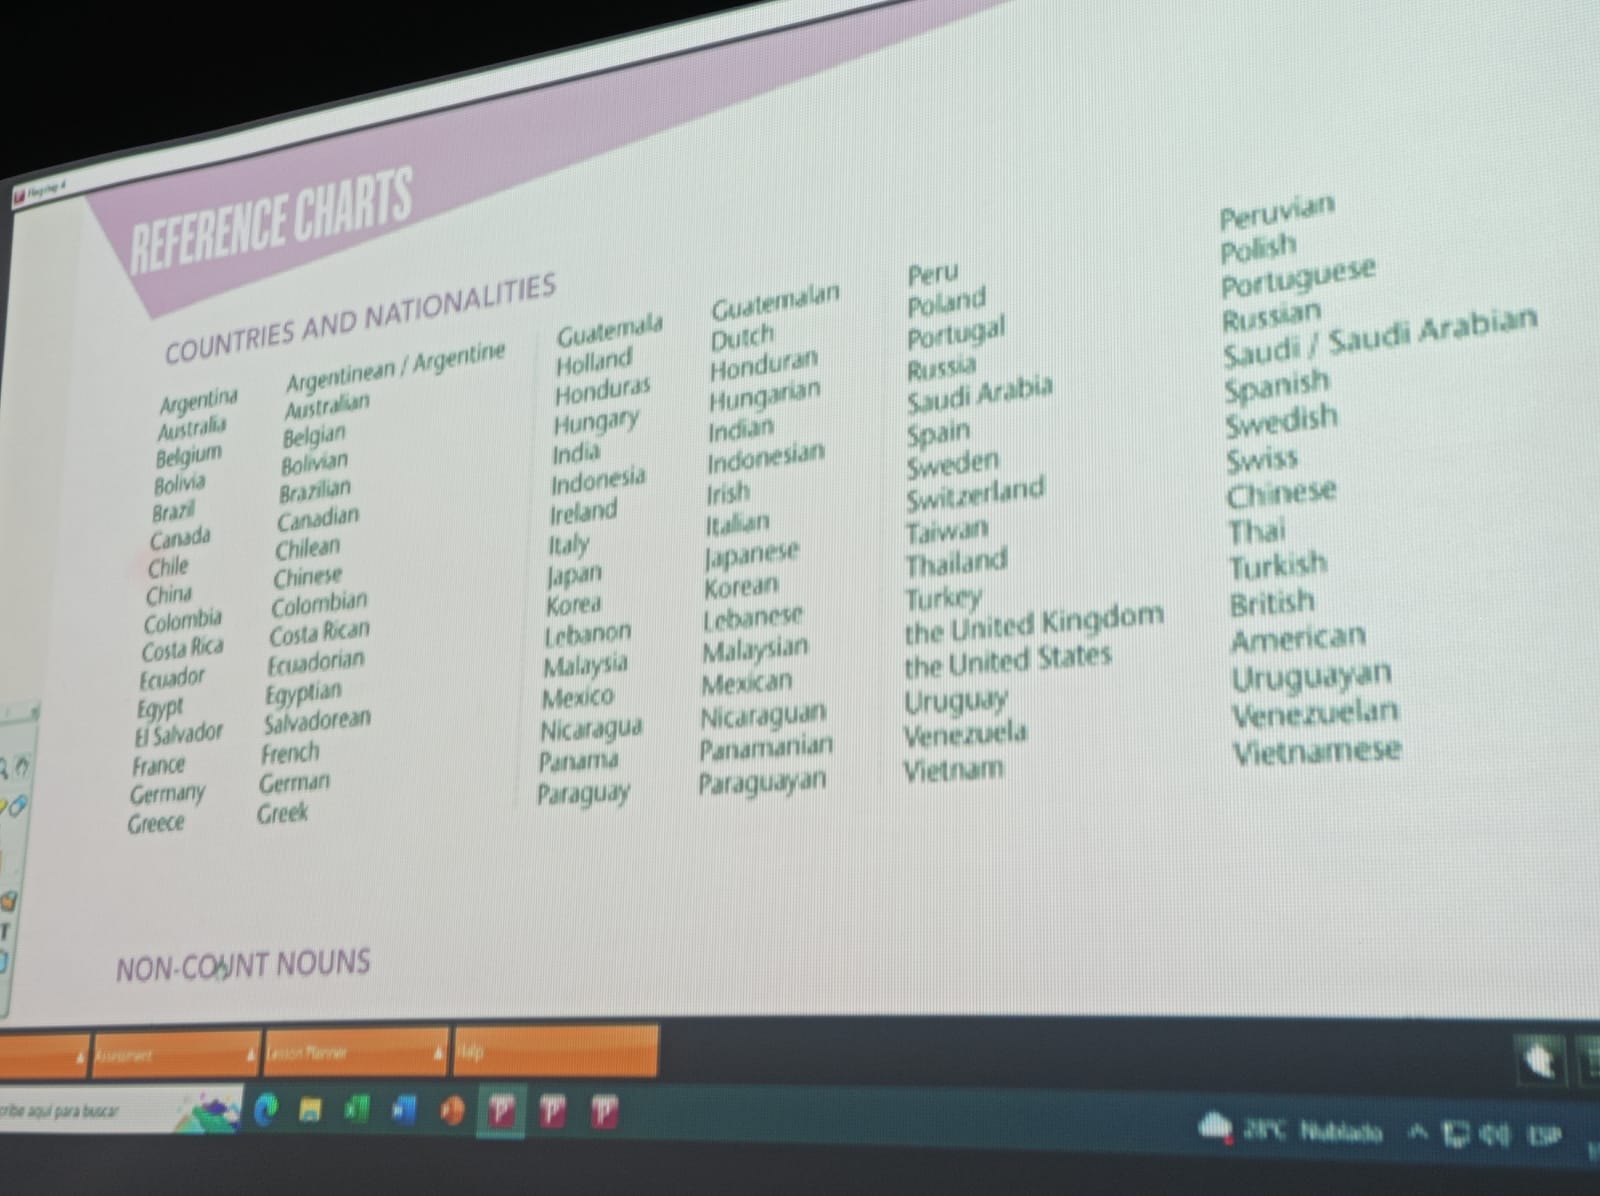 REFERENCE CHARTS
COUNTRIES AND NATIONALITIES
Argentina Argentinean / Argentine
Australia Australian
Belgium Belgian
Bolivia Bolivian
Brazil Brazilian
Canada Canadian
Chile Chilean
China Chinese
Colombia Colombian
Costa Rica Costa Rican
Ecuador Ecuadorian
Egypt Egyptian
El Salvador Salvadorean
France French
Germany German
Greece Greek
Guatemala Guatemalan
Holland Dutch
Honduras Honduran
Hungary Hungarian
India Indian
Indonesia Indonesian
Ireland Irish
Italy Italian
Japan Japanese
Korea Korean
Lebanon Lebanese
Malaysia Malaysian
Mexico Mexican
Nicaragua Nicaraguan
Panama Panamanian
Paraguay Paraguayan
Peru Peruvian
Poland Polish
Portugal Portuguese
Russia Russian
Saudi Arabia Saudi / Saudi Arabian
Spain Spanish
Sweden Swedish
Switzerland Swiss
Taiwan Chinese
Thailand Thai
Turkey Turkish
the United Kingdom British
the United States American
Uruguay Uruguayan
Venezuela Venezuelan
Vietnam Vietnamese
NON-COUNT NOUNS
Assessment Lesson Planner Help
aquí para buscar
28°C Nublado ESP